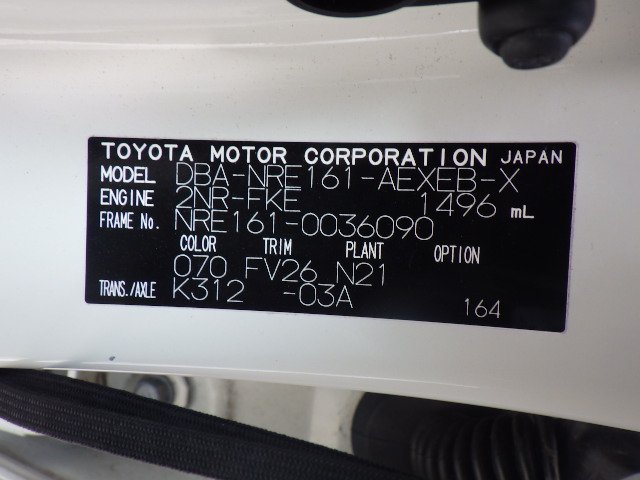 TOYOTA MOTOR CORPORATION JAPAN
MODEL DBA-NRE161-AEXEB-X
ENGINE 2NR-FKE 1496 mL
FRAME No. NRE161-0036090
COLOR TRIM PLANT OPTION
070 FV26 N21
TRANS./AXLE K312 -03A
164